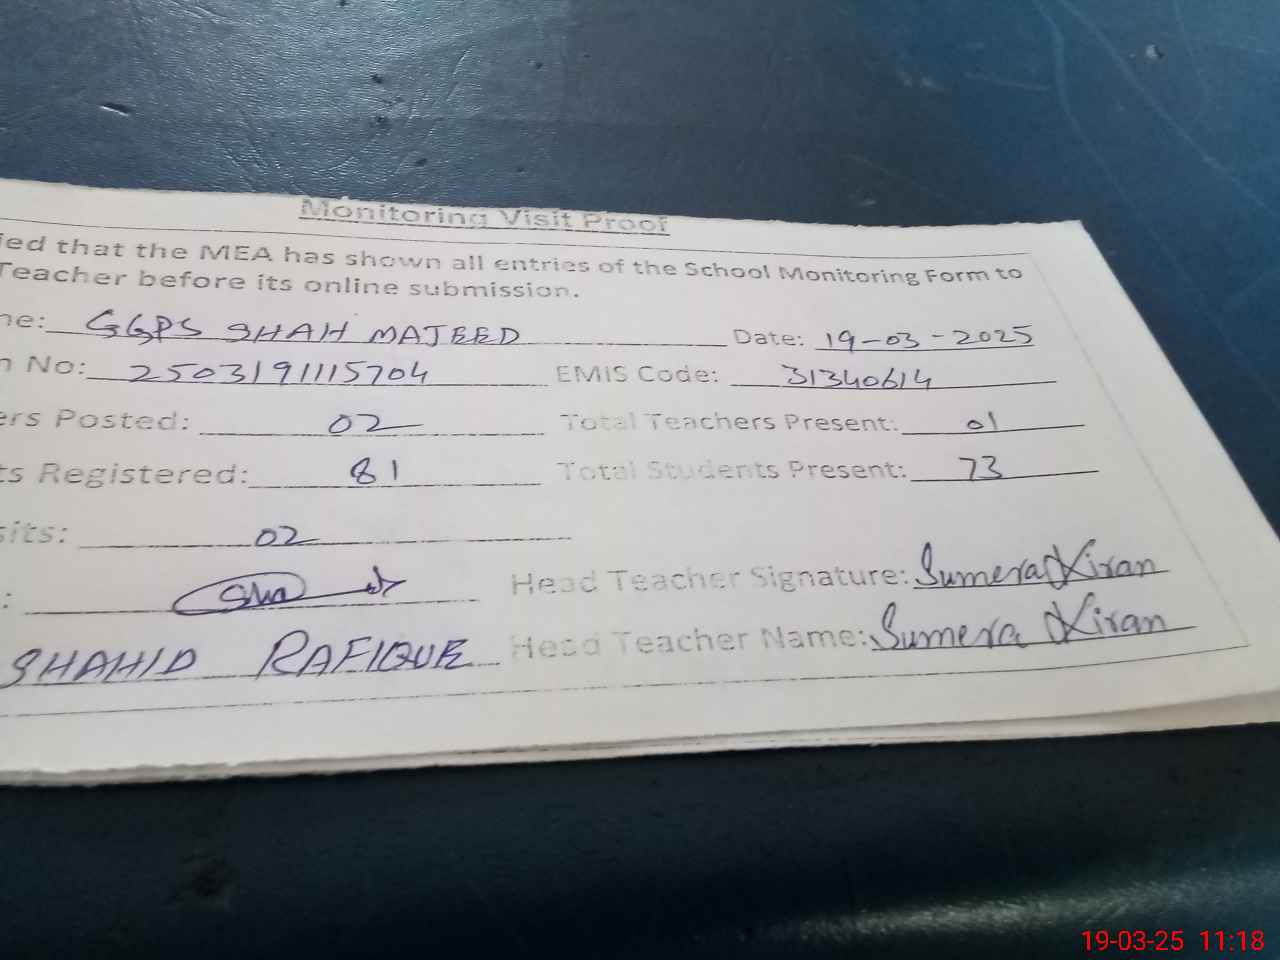 Monitoring Visit Proof
ied that the MEA has shown all entries of the School Monitoring Form to
Teacher before its online submission.
ne: GGPS SHAH MAJEED Date: 19-03-2025
n No: 2503191115704 EMIS Code: 31340614
ers Posted: 02 Total Teachers Present: 01
ts Registered: 81 Total Students Present: 73
sits: 02
: Head Teacher Signature: Sumera Kiran
SHAHID RAFIQUE Head Teacher Name: Sumera Kiran
19-03-25 11:18